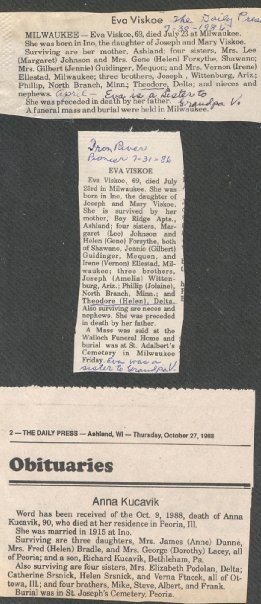 Eva Viskoe The Daily Press
7-30-1986
MILWAUKEE — Eva Viskoe, 69, died July 23 at Milwaukee.
She was born in Ino, the daughter of Joseph and Mary Viskoe.
Surviving are her mother, Ashland; four sisters, Mrs. Lee
(Margaret) Johnson and Mrs. Gene (Helen) Forsythe, Shawano;
Mrs. Gilbert (Jennie) Guidinger, Mequon; and Mrs. Vernon (Irene)
Ellestad, Milwaukee; three brothers, Joseph, Wittenburg, Ariz.;
Phillip, North Branch, Minn.; Theodore, Delta; and nieces and
nephews. Eva is a sister to
She was preceded in death by her father. Grandpa V.
A funeral mass and burial were held in Milwaukee.
Iron River
Pioneer 7-31-86
EVA VISKOE
Eva Viskoe, 69, died July
23rd in Milwaukee. She was
born in Ino, the daughter of
Joseph and Mary Viskoe.
She is survived by her
mother, Bay Ridge Apts.,
Ashland; four sisters, Mar-
garet (Lee) Johnson and
Helen (Gene) Forsythe, both
of Shawano, Jennie (Gilbert)
Guidinger, Mequon, and
Irene (Vernon) Ellestad, Mil-
waukee; three brothers,
Joseph (Amelia) Witten-
burg, Ariz.; Phillip (Jolaine),
North Branch, Minn.; and
Theodore (Helen), Delta.
Also surviving are nieces and
nephews. She was preceded
in death by her father.
A Mass was said at the
Walloch Funeral Home and
burial was at St. Adalbert's
Cemetery in Milwaukee
Friday. Eva was a
sister to Grandpa V.
2 — THE DAILY PRESS — Ashland, WI — Thursday, October 27, 1988
Obituaries
Anna Kucavik
Word has been received of the Oct. 9, 1988, death of Anna
Kucavik, 90, who died at her residence in Peoria, Ill.
She was married in 1915 at Ino.
Surviving are three daughters, Mrs. James (Anne) Dunne,
Mrs. Fred (Helen) Bradle, and Mrs. George (Dorothy) Lacey, all
of Peoria; and a son, Richard Kucavik, Bethlehem, Pa.
Also surviving are four sisters, Mrs. Elizabeth Podolan, Delta;
Catherine Srsnick, Helen Srsnick, and Verna Ftacek, all of Ot-
towa, Ill.; and four brothers, Mike, Steve, Albert, and Frank.
Burial was in St. Joseph's Cemetery, Peoria.